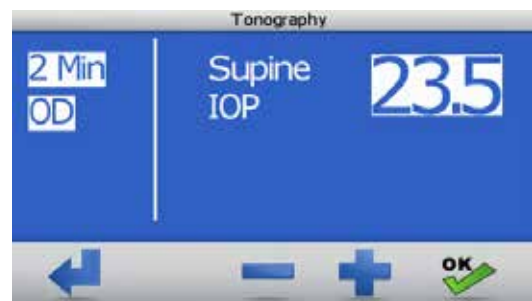 Tonography
2 Min
OD
Supine
IOP
23.5
OK